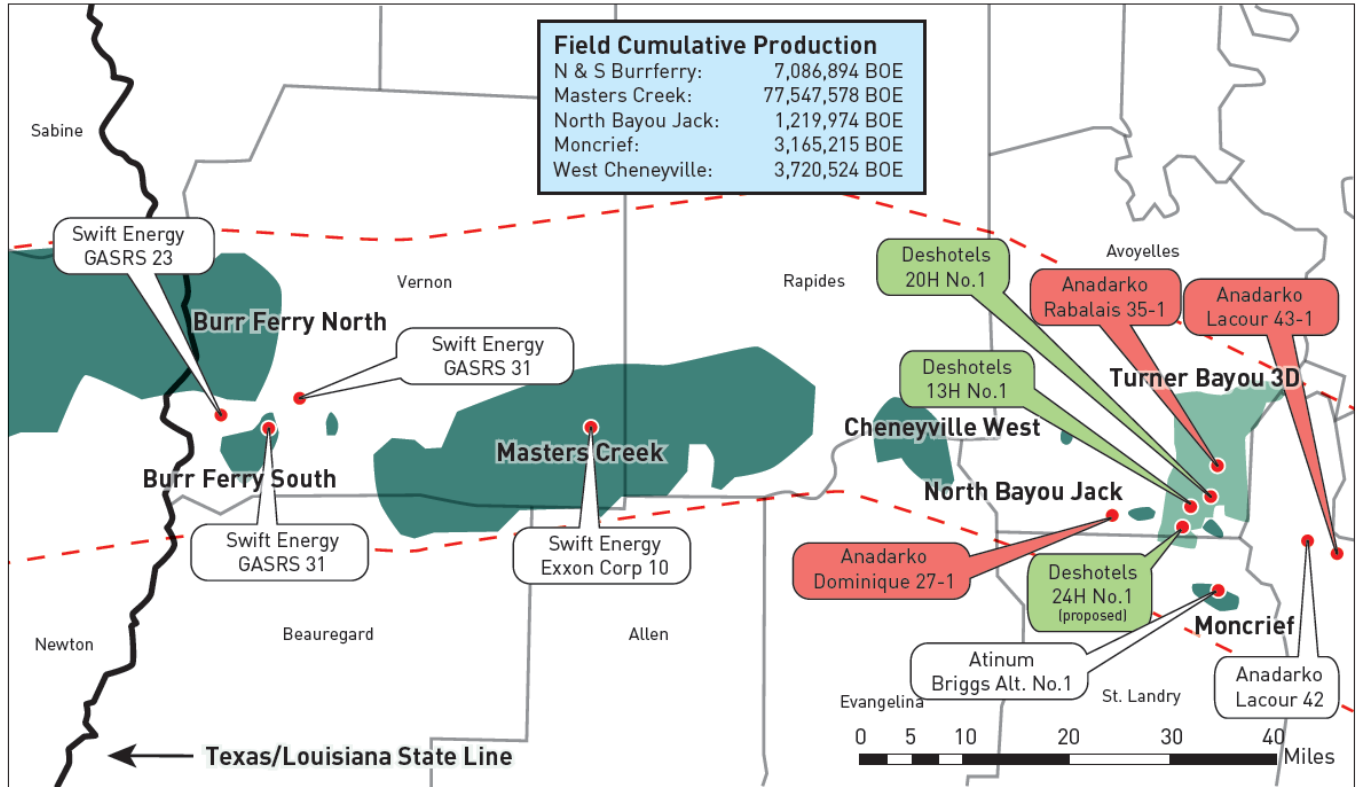 Field Cumulative Production
N & S Burrferry: 7,086,894 BOE
Masters Creek: 77,547,578 BOE
North Bayou Jack: 1,219,974 BOE
Moncrief: 3,165,215 BOE
West Cheneyville: 3,720,524 BOE
Sabine
Swift Energy
GASRS 23
Vernon
Rapides
Avoyelles
Deshotels
20H No.1
Anadarko
Rabalais 35-1
Anadarko
Lacour 43-1
Burr Ferry North
Swift Energy
GASRS 31
Deshotels
13H No.1
Turner Bayou 3D
Cheneyville West
Masters Creek
Burr Ferry South
North Bayou Jack
Swift Energy
GASRS 31
Swift Energy
Exxon Corp 10
Anadarko
Dominique 27-1
Deshotels
24H No.1
(proposed)
Newton
Beauregard
Allen
Moncrief
Atinum
Briggs Alt. No.1
Anadarko
Lacour 42
Evangelina
St. Landry
Texas/Louisiana State Line
0 5 10 20 30 40
Miles